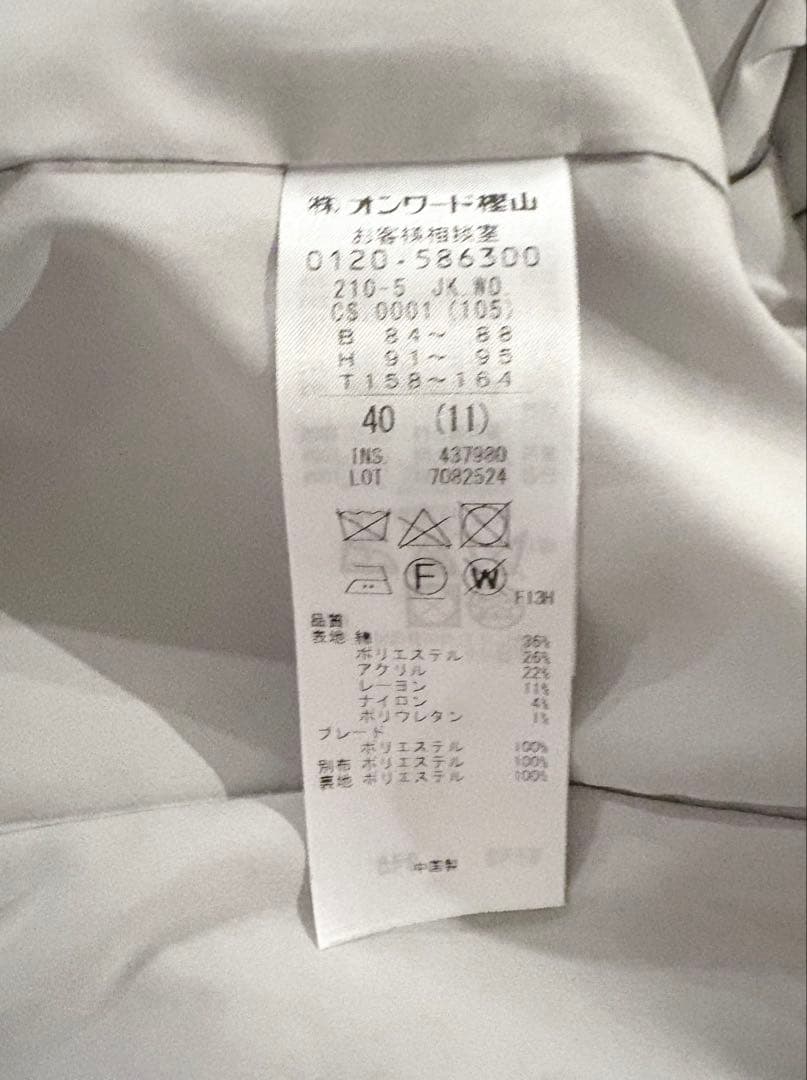 ㈱オンワード樫山
お客様相談室
0120-586300
210-5 JK.WO.
CS 0001 (105)
B 84～ 88
H 91～ 95
T 158～164
40 (11)
INS. 437980
LOT 7082524
F
W
F13H
品質
表地 綿 36%
ポリエステル 26%
アクリル 22%
レーヨン 11%
ナイロン 4%
ポリウレタン 1%
ブレード
ポリエステル 100%
別布 ポリエステル 100%
裏地 ポリエステル 100%
中国製